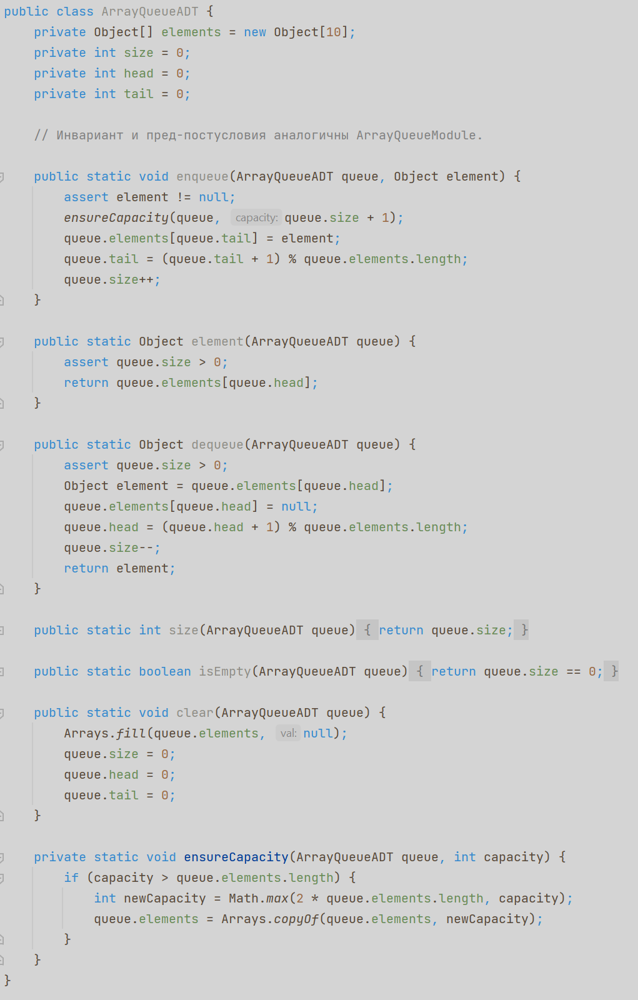 public class ArrayQueueADT {
    private Object[] elements = new Object[10];
    private int size = 0;
    private int head = 0;
    private int tail = 0;

    // Инвариант и пред-постусловия аналогичны ArrayQueueModule.

    public static void enqueue(ArrayQueueADT queue, Object element) {
        assert element != null;
        ensureCapacity(queue, capacity: queue.size + 1);
        queue.elements[queue.tail] = element;
        queue.tail = (queue.tail + 1) % queue.elements.length;
        queue.size++;
    }

    public static Object element(ArrayQueueADT queue) {
        assert queue.size > 0;
        return queue.elements[queue.head];
    }

    public static Object dequeue(ArrayQueueADT queue) {
        assert queue.size > 0;
        Object element = queue.elements[queue.head];
        queue.elements[queue.head] = null;
        queue.head = (queue.head + 1) % queue.elements.length;
        queue.size--;
        return element;
    }

    public static int size(ArrayQueueADT queue) { return queue.size; }

    public static boolean isEmpty(ArrayQueueADT queue) { return queue.size == 0; }

    public static void clear(ArrayQueueADT queue) {
        Arrays.fill(queue.elements, val: null);
        queue.size = 0;
        queue.head = 0;
        queue.tail = 0;
    }

    private static void ensureCapacity(ArrayQueueADT queue, int capacity) {
        if (capacity > queue.elements.length) {
            int newCapacity = Math.max(2 * queue.elements.length, capacity);
            queue.elements = Arrays.copyOf(queue.elements, newCapacity);
        }
    }
}